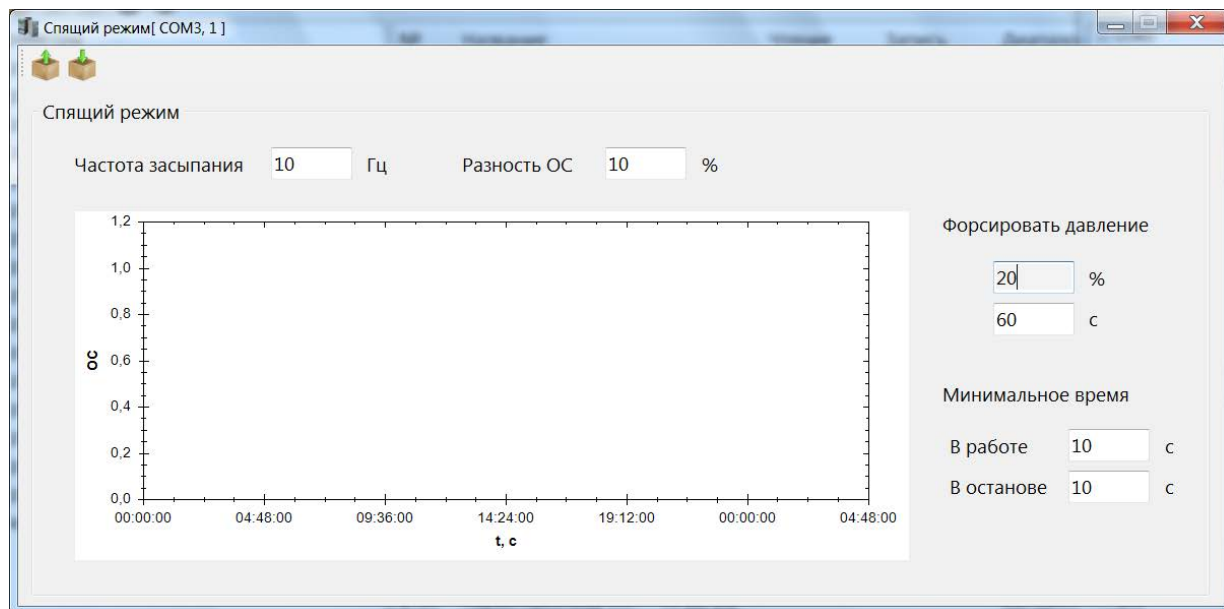 Спящий режим[ COM3, 1 ]
Спящий режим
Частота засыпания 10 Гц Разность ОС 10 %
1,2
1,0
0,8
0,6
0,4
0,2
0,0
ОС
00:00:00 04:48:00 09:36:00 14:24:00 19:12:00 00:00:00 04:48:00
t, с
Форсировать давление
20 %
60 с
Минимальное время
В работе 10 с
В останове 10 с